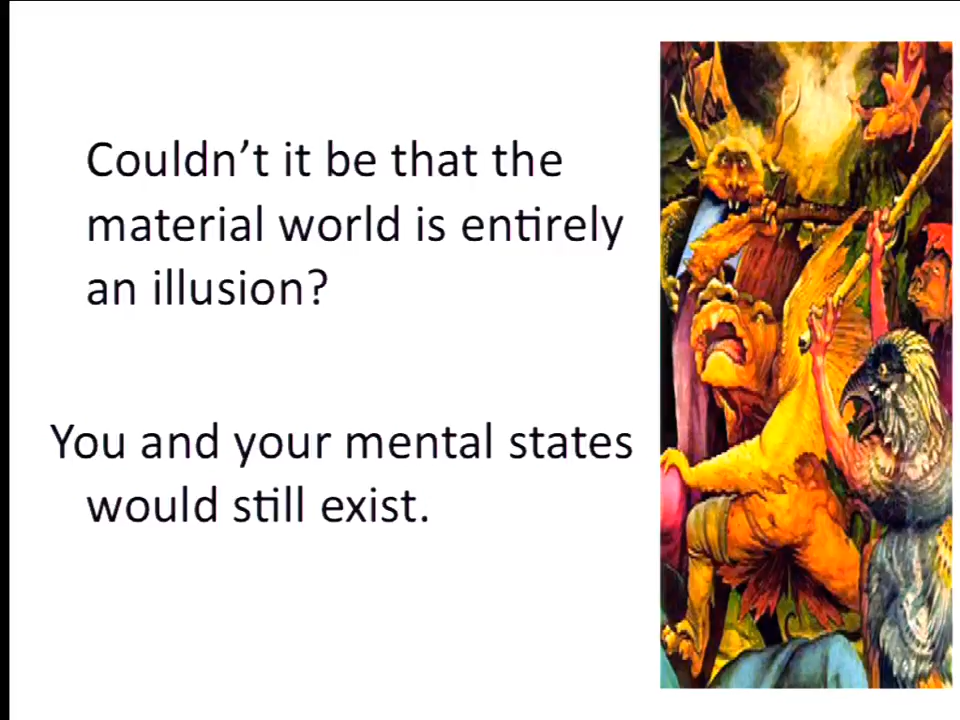 Couldn’t it be that the
material world is entirely
an illusion?
You and your mental states
would still exist.